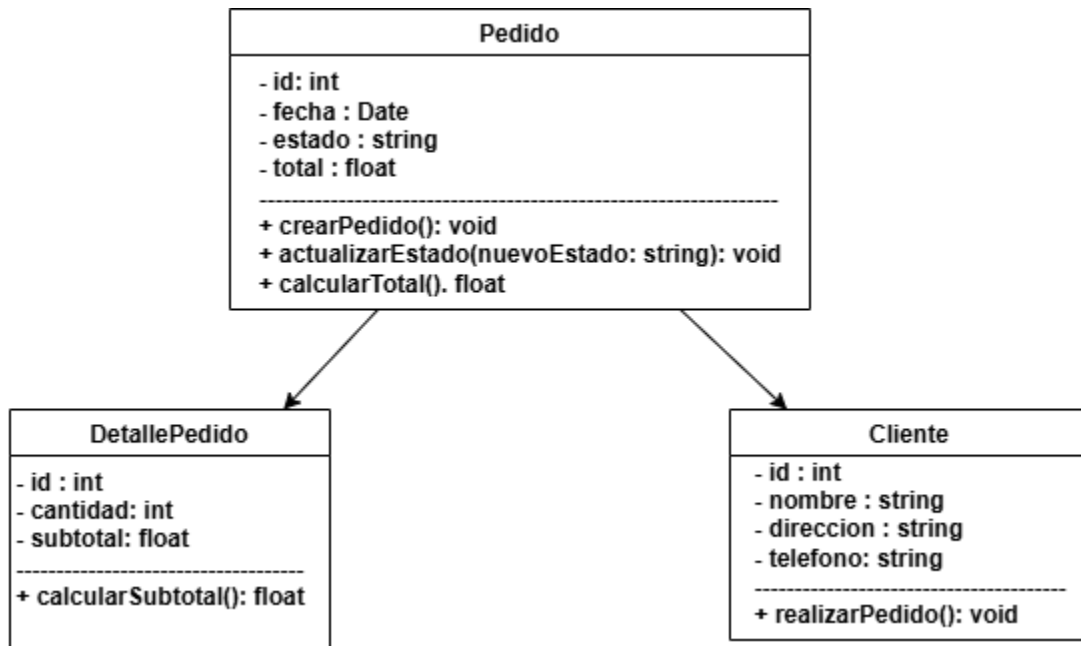 Pedido
- id: int
- fecha : Date
- estado : string
- total : float
+ crearPedido(): void
+ actualizarEstado(nuevoEstado: string): void
+ calcularTotal(). float
DetallePedido
- id : int
- cantidad: int
- subtotal: float
+ calcularSubtotal(): float
Cliente
- id : int
- nombre : string
- direccion : string
- telefono: string
+ realizarPedido(): void